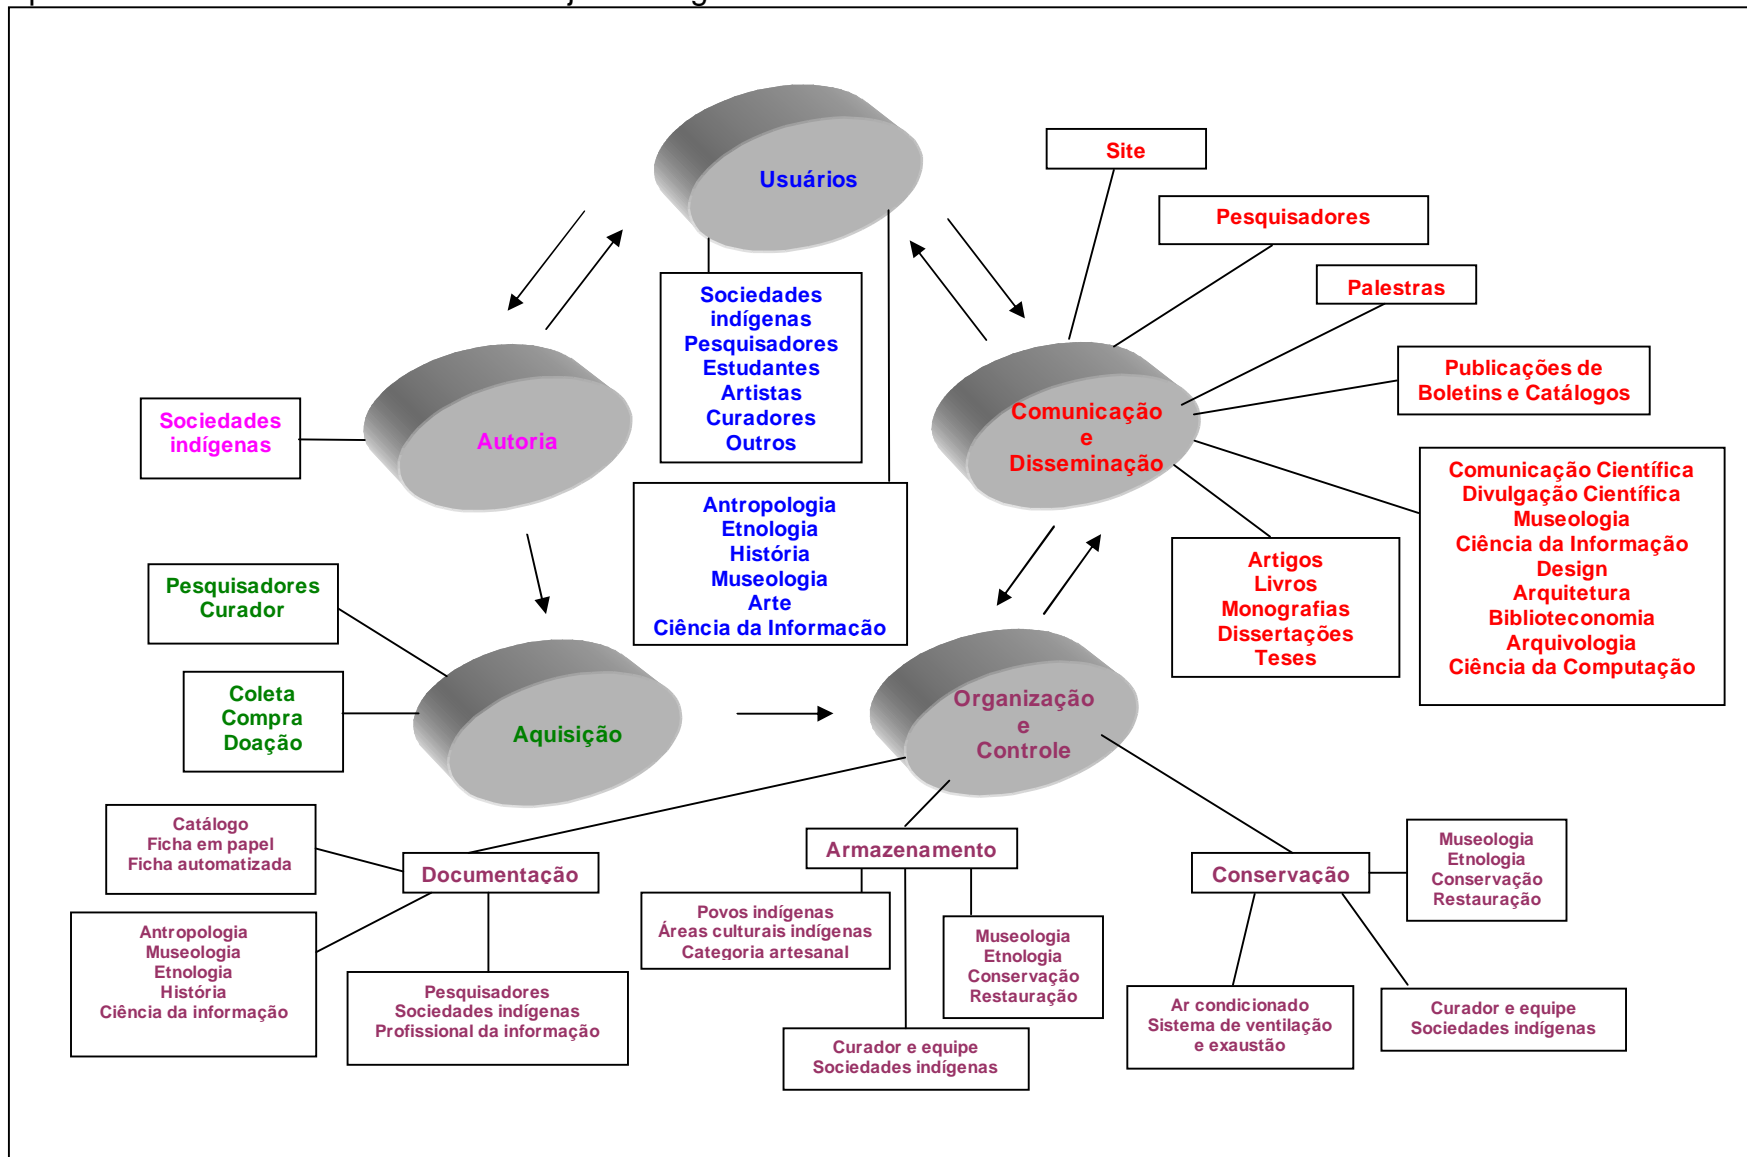 Usuários
Site
Pesquisadores
Palestras
Publicações de
Boletins e Catálogos
Sociedades
indígenas
Pesquisadores
Estudantes
Artistas
Curadores
Outros
Sociedades
indígenas
Autoria
Comunicação
e
Disseminação
Antropologia
Etnologia
História
Museologia
Arte
Ciência da Informacão
Comunicação Científica
Divulgação Científica
Museologia
Ciência da Informação
Design
Arquitetura
Biblioteconomia
Arquivologia
Ciência da Computação
Artigos
Livros
Monografias
Dissertações
Teses
Pesquisadores
Curador
Coleta
Compra
Doação
Aquisição
Organização
e
Controle
Catálogo
Ficha em papel
Ficha automatizada
Documentação
Armazenamento
Conservação
Museologia
Etnologia
Conservação
Restauração
Antropologia
Museologia
Etnologia
História
Ciência da informação
Pesquisadores
Sociedades indígenas
Profissional da informação
Povos indígenas
Áreas culturais indígenas
Categoria artesanal
Museologia
Etnologia
Conservação
Restauração
Curador e equipe
Sociedades indígenas
Ar condicionado
Sistema de ventilação
e exaustão
Curador e equipe
Sociedades indígenas